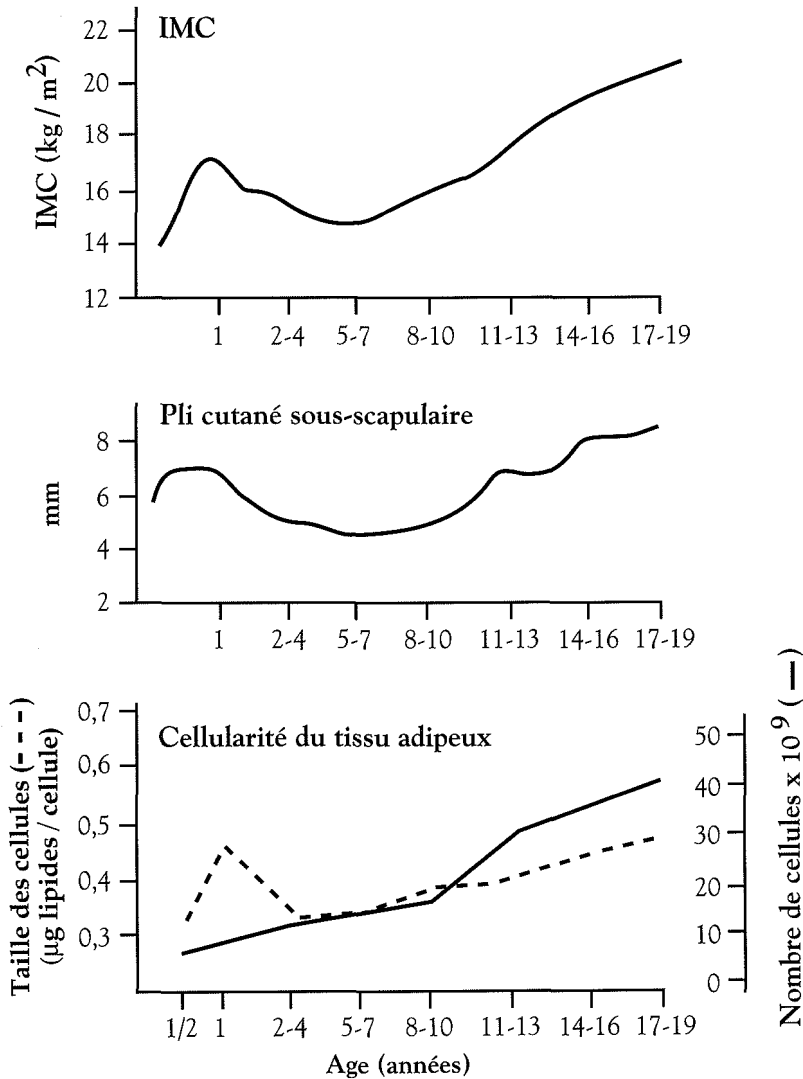 IMC
IMC (kg / m²)
22
20
18
16
14
12
1 2-4 5-7 8-10 11-13 14-16 17-19
Pli cutané sous-scapulaire
mm
8
6
4
2
1 2-4 5-7 8-10 11-13 14-16 17-19
Cellularité du tissu adipeux
Taille des cellules (- - -)
(µg lipides / cellule)
0,7
0,6
0,5
0,4
0,3
Nombre de cellules x 10⁹ ( — )
50
40
30
20
10
0
1/2 1 2-4 5-7 8-10 11-13 14-16 17-19
Age (années)